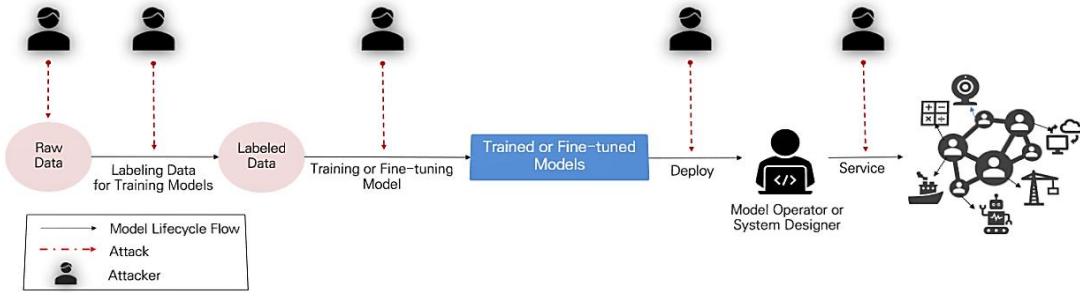 Raw
Data
Labeling Data
for Training Models
Labeled
Data
Training or Fine-tuning
Model
Trained or Fine-tuned
Models
Deploy
Model Operator or
System Designer
Service
Model Lifecycle Flow
Attack
Attacker